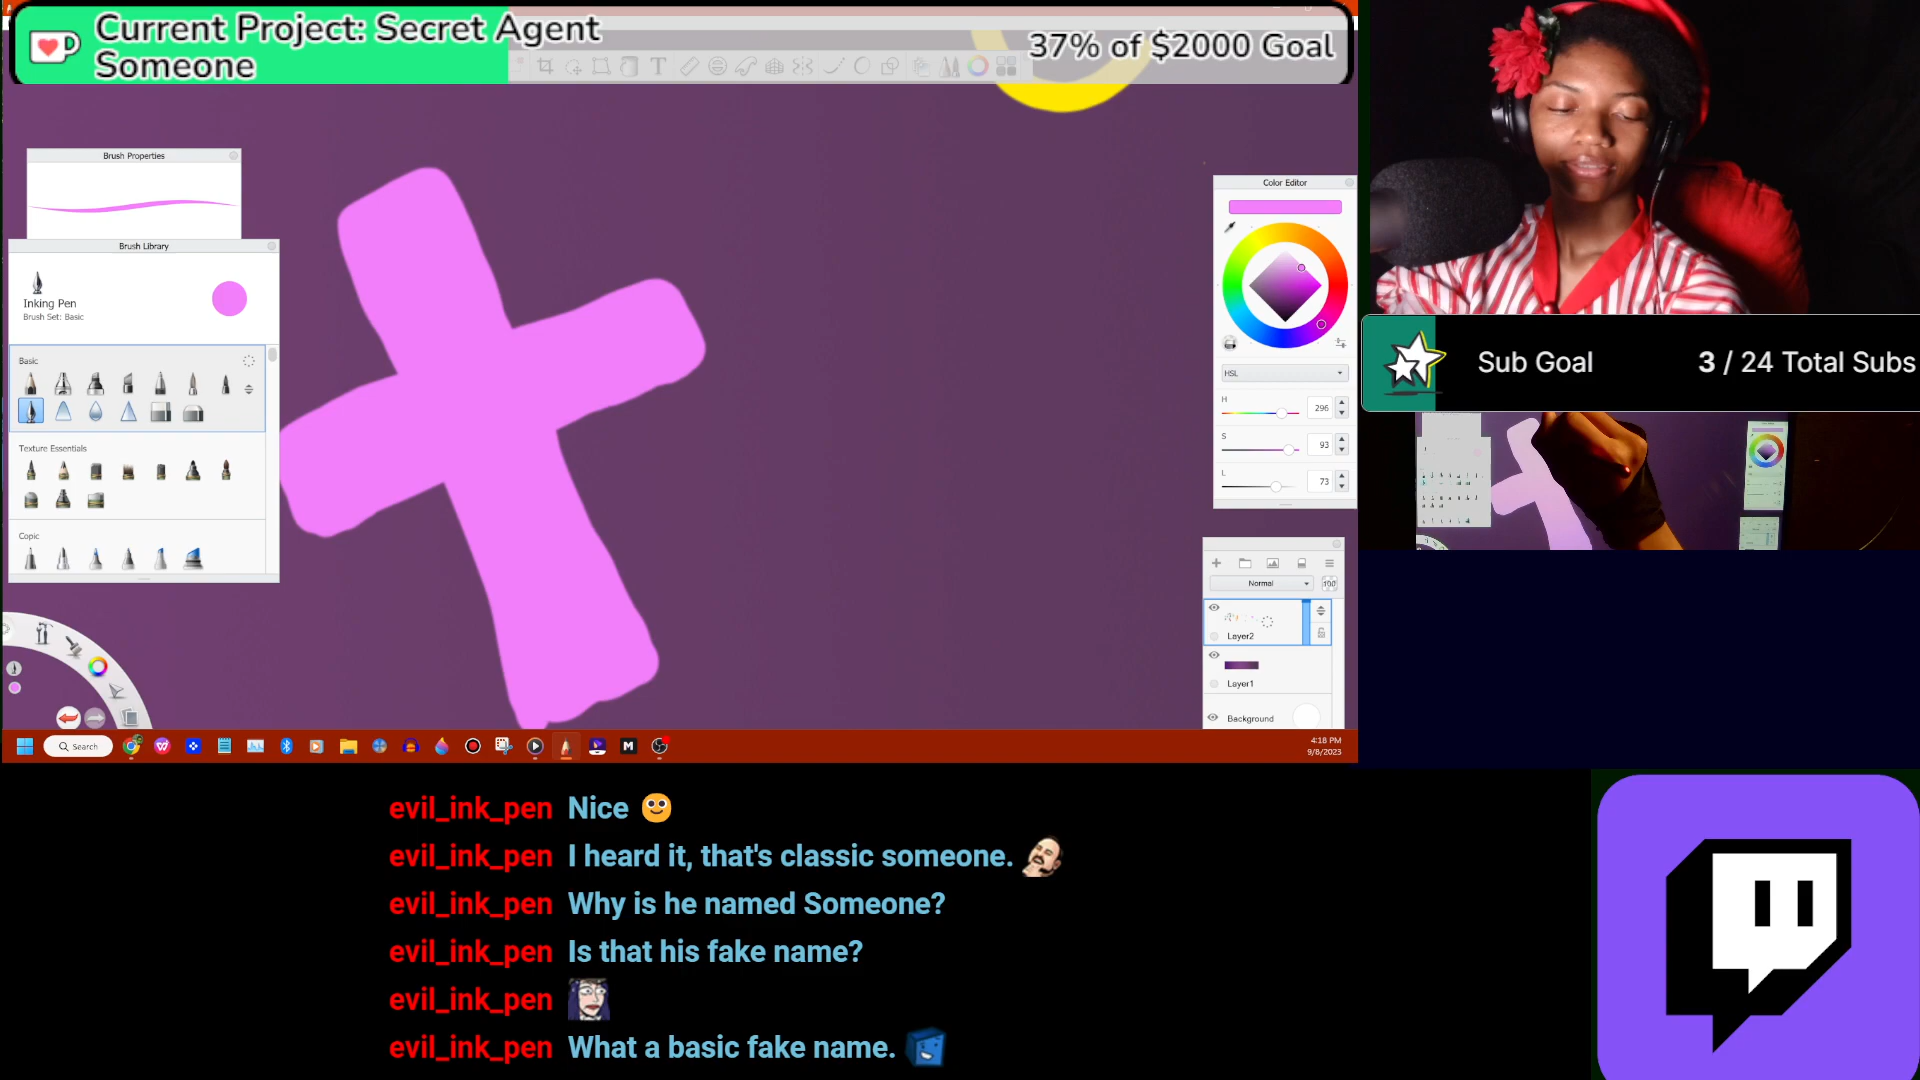 Current Project: Secret Agent
Someone
37% of $2000 Goal
Brush Properties
Brush Library
Inking Pen
Brush Set: Basic
Basic
Texture Essentials
Copic
Color Editor
HSL
H
296
S
93
L
73
Normal
100
Layer2
Layer1
Background
Search
4:18 PM
9/8/2023
Sub Goal
3 / 24 Total Subs
evil_ink_pen Nice
evil_ink_pen I heard it, that's classic someone.
evil_ink_pen Why is he named Someone?
evil_ink_pen Is that his fake name?
evil_ink_pen
evil_ink_pen What a basic fake name.